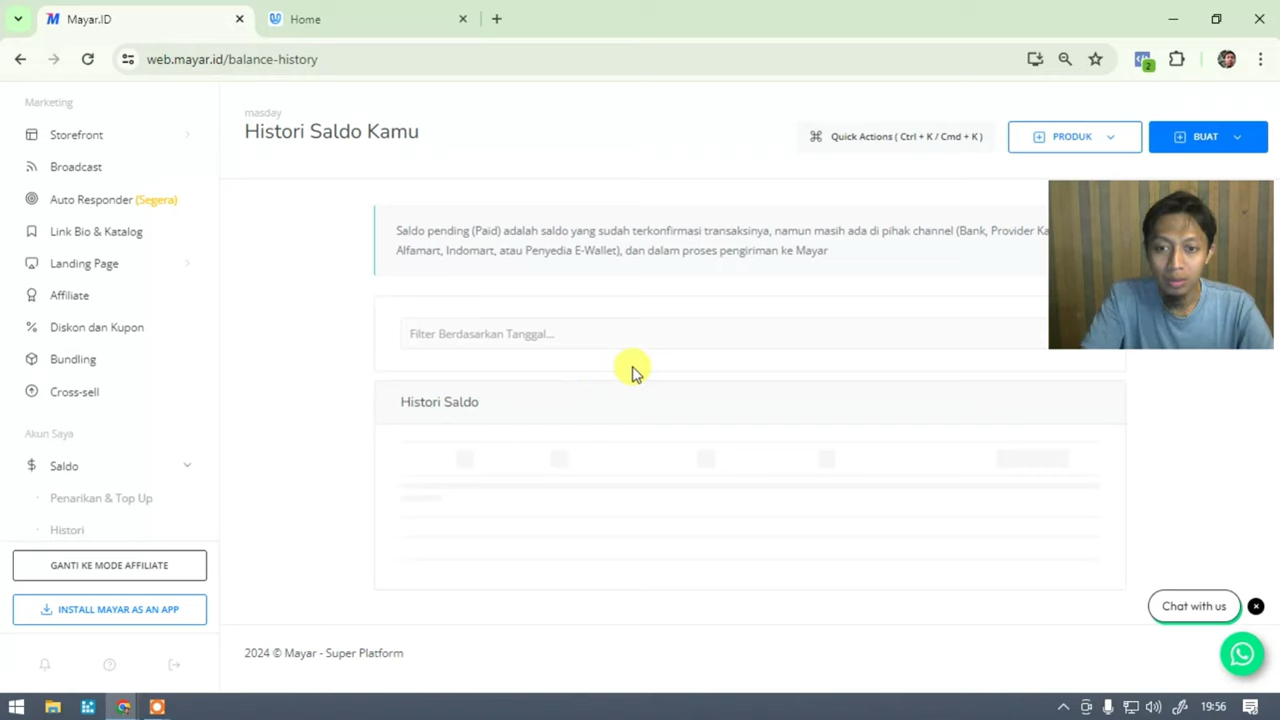 Mayar.ID
Home
web.mayar.id/balance-history
2
Marketing
Storefront
Broadcast
Auto Responder (Segera)
Link Bio & Katalog
Landing Page
Affiliate
Diskon dan Kupon
Bundling
Cross-sell
Akun Saya
Saldo
Penarikan & Top Up
Histori
GANTI KE MODE AFFILIATE
INSTALL MAYAR AS AN APP
masday
Histori Saldo Kamu
Quick Actions ( Ctrl + K / Cmd + K )
PRODUK
BUAT
Saldo pending (Paid) adalah saldo yang sudah terkonfirmasi transaksinya, namun masih ada di pihak channel (Bank, Provider Ka
Alfamart, Indomart, atau Penyedia E-Wallet), dan dalam proses pengiriman ke Mayar
Filter Berdasarkan Tanggal...
Histori Saldo
Chat with us
2024 © Mayar - Super Platform
19:56